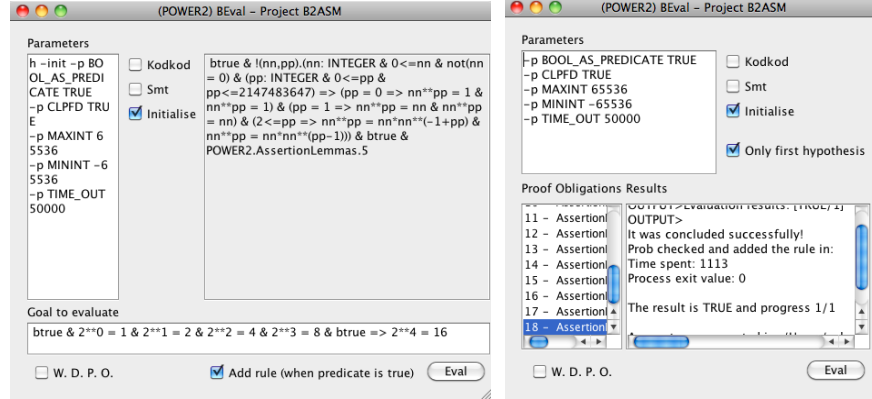 (POWER2) BEval – Project B2ASM
Parameters
h –init –p BO
OL_AS_PREDI
CATE TRUE
–p CLPFD TRU
E
–p MAXINT 6
5536
–p MININT –6
5536
–p TIME_OUT
50000
Kodkod
Smt
Initialise
btrue & !(nn,pp).(nn: INTEGER & 0<=nn & not(nn
= 0) & (pp: INTEGER & 0<=pp &
pp<=2147483647) => (pp = 0 => nn**pp = 1 &
nn**pp = 1) & (pp = 1 => nn**pp = nn & nn**pp
= nn) & (2<=pp => nn**pp = nn*nn**(-1+pp) &
nn**pp = nn*nn**(pp-1))) & btrue &
POWER2.AssertionLemmas.5
Goal to evaluate
btrue & 2**0 = 1 & 2**1 = 2 & 2**2 = 4 & 2**3 = 8 & btrue => 2**4 = 16
W. D. P. O.
Add rule (when predicate is true)
Eval
(POWER2) BEval – Project B2ASM
Parameters
–p BOOL_AS_PREDICATE TRUE
–p CLPFD TRUE
–p MAXINT 65536
–p MININT –65536
–p TIME_OUT 50000
Kodkod
Smt
Initialise
Only first hypothesis
Proof Obligations Results
11 – Assertionl
12 – Assertionl
13 – Assertionl
14 – Assertionl
15 – Assertionl
16 – Assertionl
17 – Assertionl
18 – Assertionl
OUTPUT>Evaluation results: [TRUE/1]
OUTPUT>
It was concluded successfully!
Prob checked and added the rule in:
Time spent: 1113
Process exit value: 0
The result is TRUE and progress 1/1
W. D. P. O.
Eval